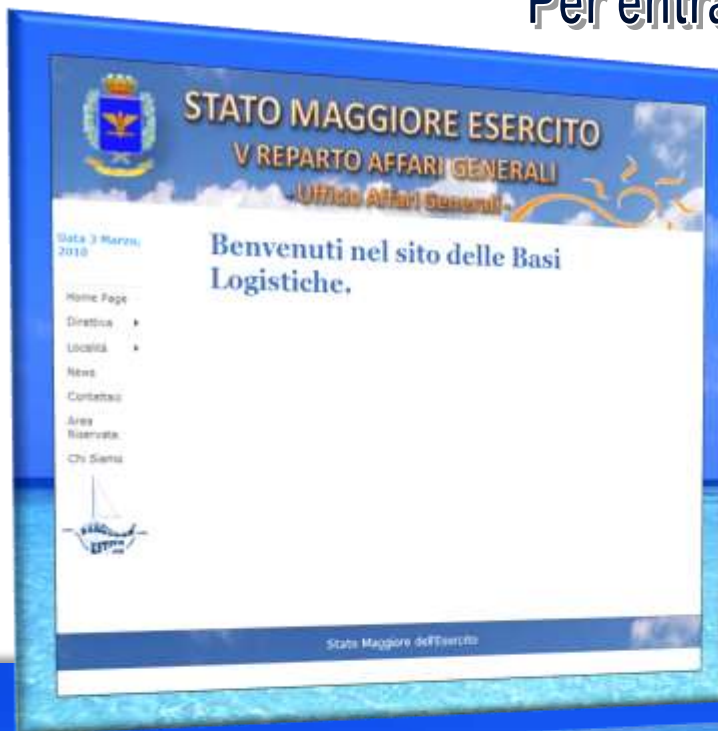 Per entra
STATO MAGGIORE ESERCITO
V REPARTO AFFARI GENERALI
-Ufficio Affari Generali-
Data 3 Marzo,
2010
Benvenuti nel sito delle Basi
Logistiche.
Home Page
Direttiva
Località
News
Contattaci
Area
Riservata
Chi Siamo
Stato Maggiore dell'Esercito